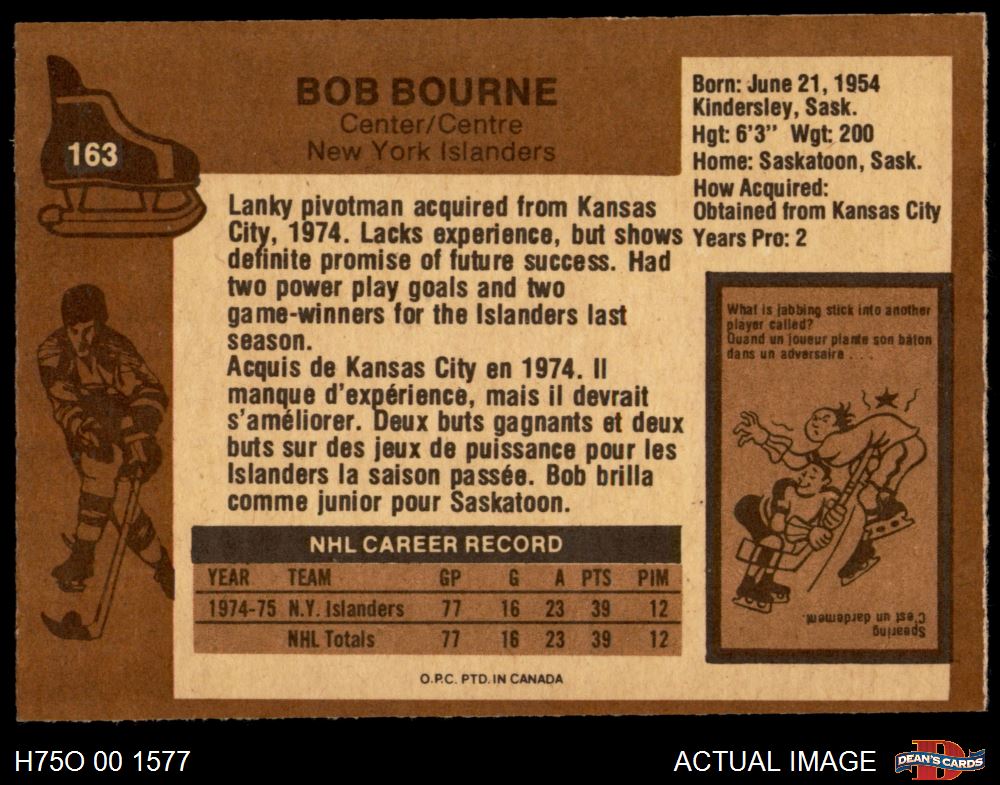 163
BOB BOURNE
Center/Centre
New York Islanders
Born: June 21, 1954
Kindersley, Sask.
Hgt: 6'3" Wgt: 200
Home: Saskatoon, Sask.
How Acquired:
Obtained from Kansas City
Years Pro: 2
Lanky pivotman acquired from Kansas
City, 1974. Lacks experience, but shows
definite promise of future success. Had
two power play goals and two
game-winners for the Islanders last
season.
Acquis de Kansas City en 1974. Il
manque d'expérience, mais il devrait
s'améliorer. Deux buts gagnants et deux
buts sur des jeux de puissance pour les
Islanders la saison passée. Bob brilla
comme junior pour Saskatoon.
What is jabbing stick into another
player called?
Quand un joueur plante son bâton
dans un adversaire . . .
Spearing
C'est un dardement.
NHL CAREER RECORD
YEAR TEAM GP G A PTS PIM
1974-75 N.Y. Islanders 77 16 23 39 12
NHL Totals 77 16 23 39 12
O.P.C. PTD. IN CANADA
H75O 00 1577
ACTUAL IMAGE
DEAN'S CARDS